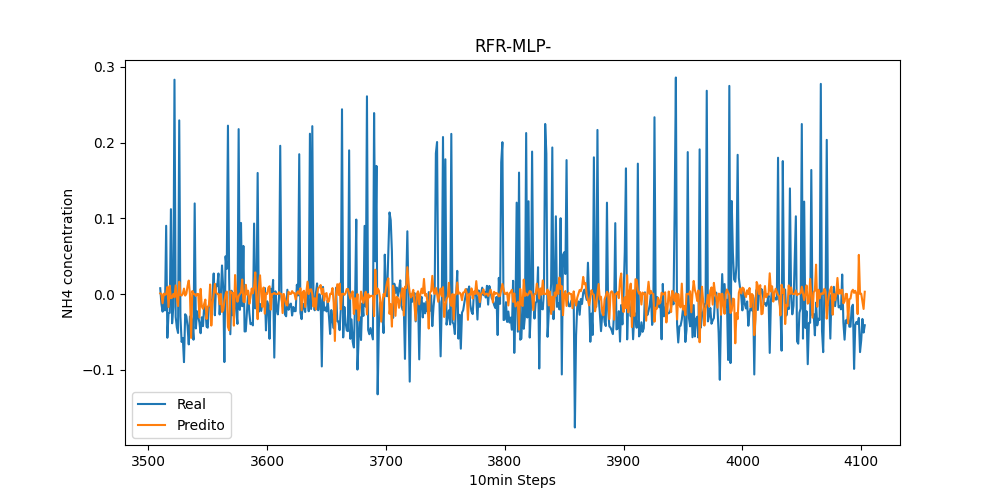 RFR-MLP-
NH4 concentration
0.3
0.2
0.1
0.0
−0.1
Real
Predito
3500 3600 3700 3800 3900 4000 4100
10min Steps